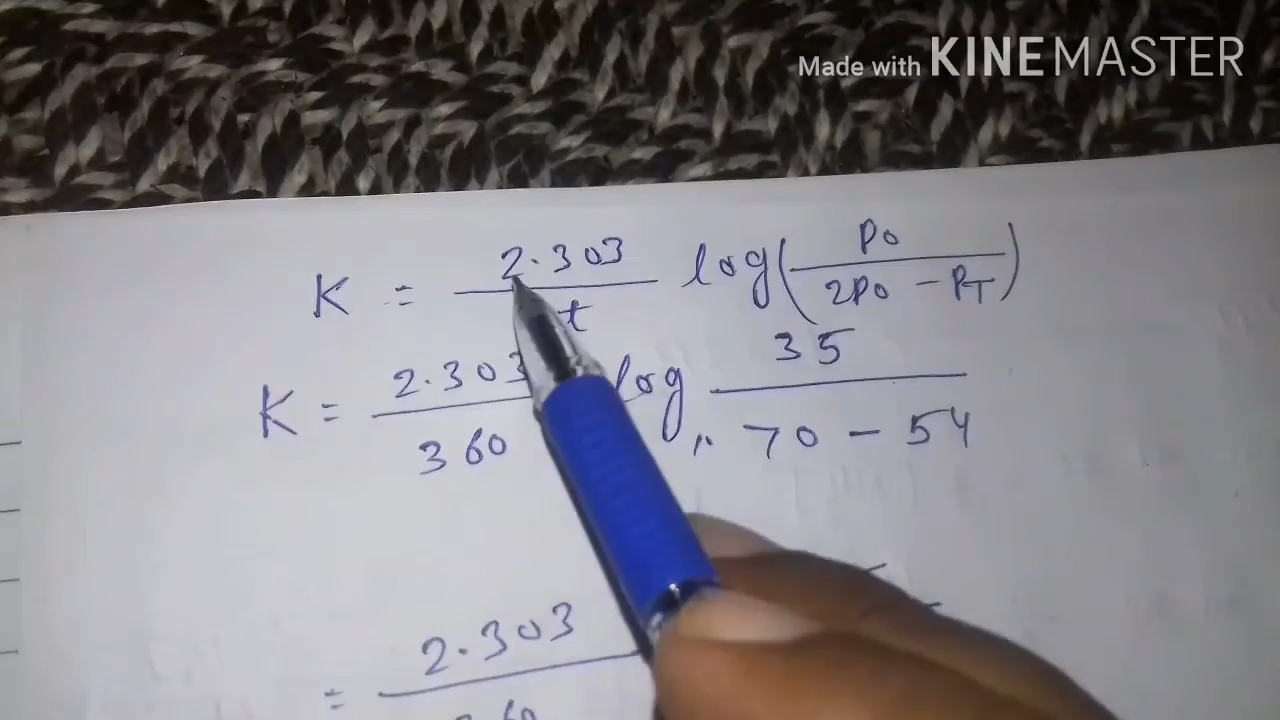 Made with KINEMASTER
K = 2.303 / t log ( P0 / 2P0 - PT )
K = 2.303 / 360 log 35 / 70 - 54
= 2.303 /